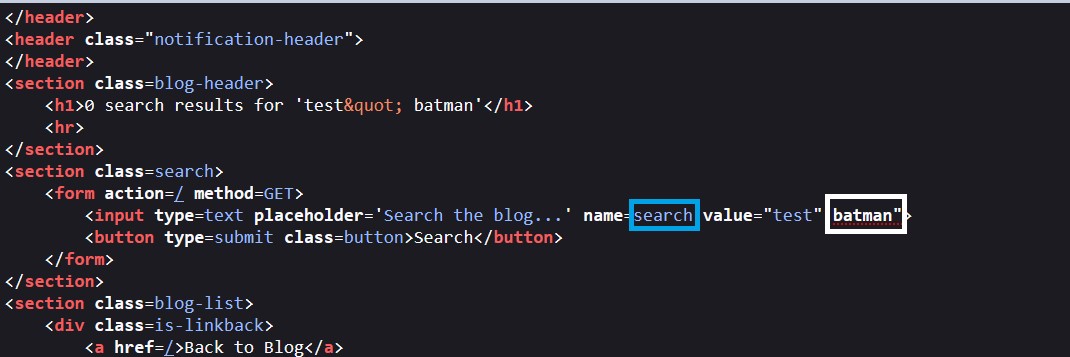 </header>
<header class="notification-header">
</header>
<section class=blog-header>
<h1>0 search results for 'test&quot; batman'</h1>
<hr>
</section>
<section class=search>
<form action=/ method=GET>
<input type=text placeholder='Search the blog...' name=search value="test" batman">
<button type=submit class=button>Search</button>
</form>
</section>
<section class=blog-list>
<div class=is-linkback>
<a href=/>Back to Blog</a>